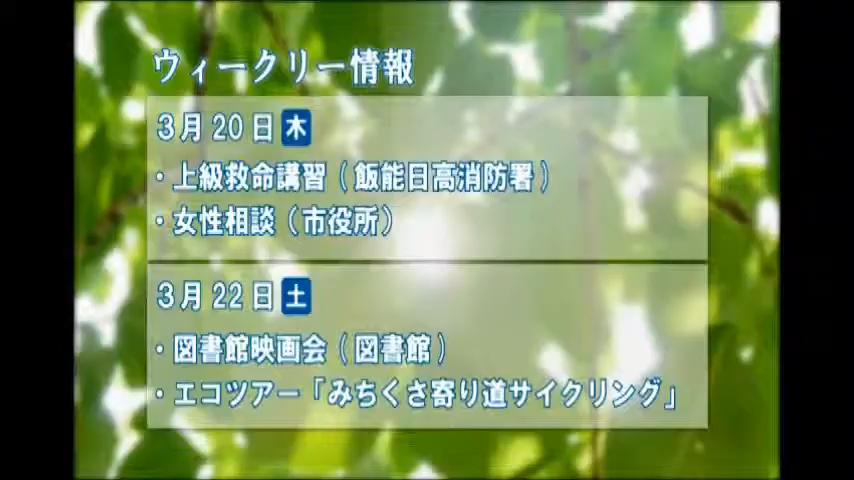 ウィークリー情報
3月20日 木
・上級救命講習(飯能日高消防署)
・女性相談(市役所)
3月22日 土
・図書館映画会(図書館)
・エコツアー「みちくさ寄り道サイクリング」